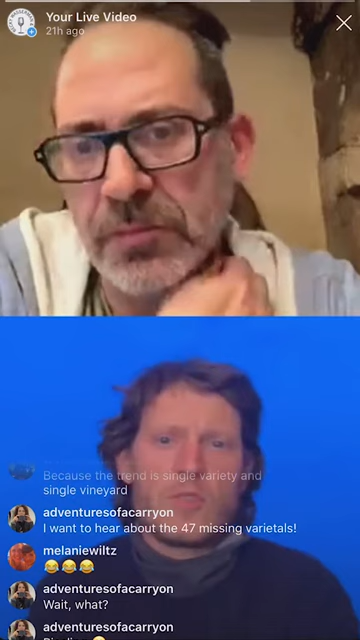 Your Live Video
21h ago
Because the trend is single variety and
single vineyard
adventuresofacarryon
I want to hear about the 47 missing varietals!
melaniewiltz
😂😂😂
adventuresofacarryon
Wait, what?
adventuresofacarryon